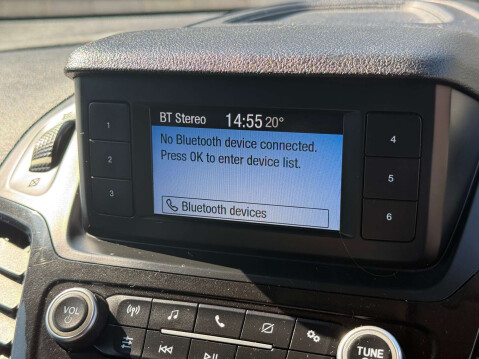 BT Stereo 14:55 20°
No Bluetooth device connected.
Press OK to enter device list.
Bluetooth devices
1
2
3
4
5
6
VOL
TUNE